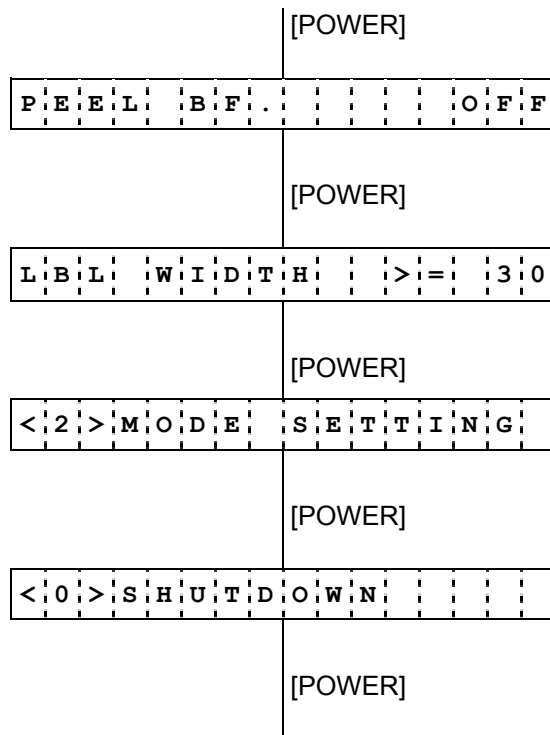 [POWER]
PEEL BF.     OFF
[POWER]
LBL WIDTH  >= 30
[POWER]
<2>MODE SETTING
[POWER]
<0>SHUTDOWN
[POWER]